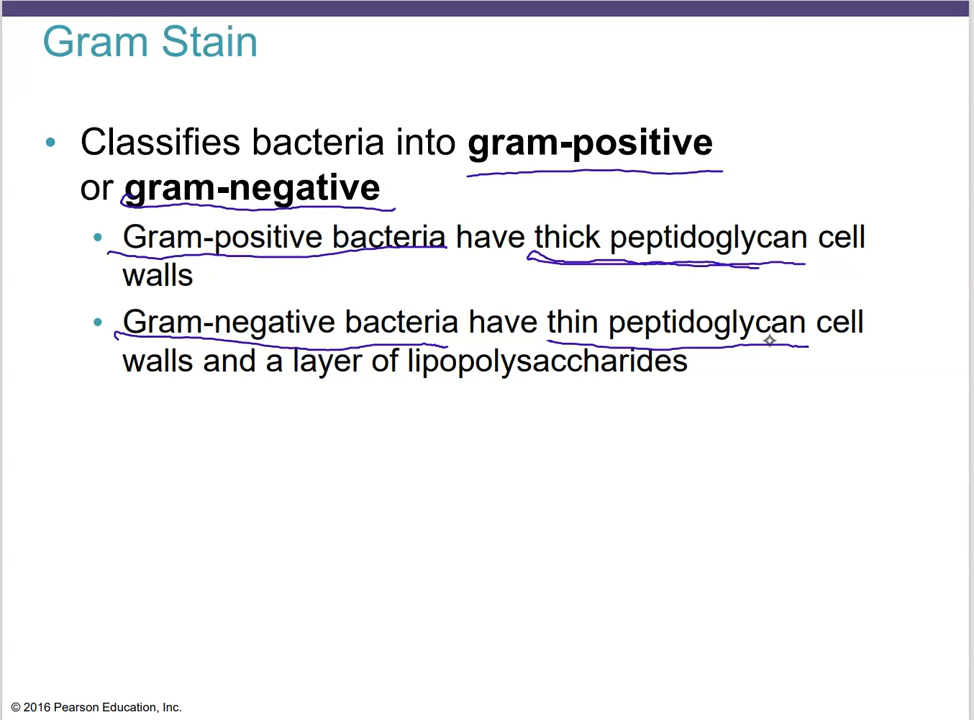 Gram Stain
• Classifies bacteria into gram-positive
or gram-negative
• Gram-positive bacteria have thick peptidoglycan cell
walls
• Gram-negative bacteria have thin peptidoglycan cell
walls and a layer of lipopolysaccharides
© 2016 Pearson Education, Inc.